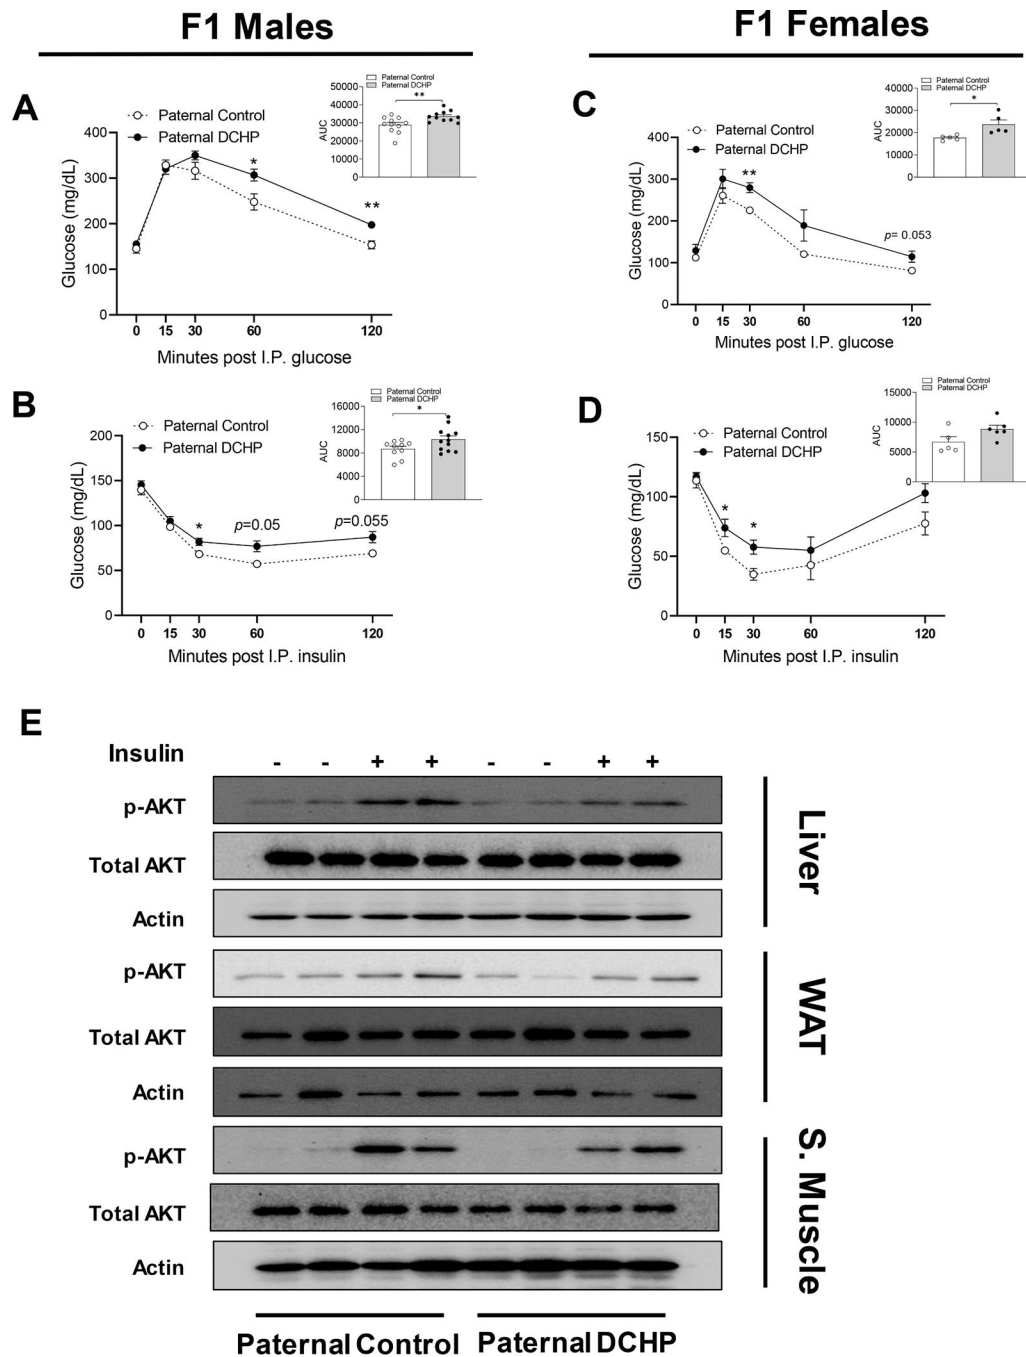 F1 Males
F1 Females
A
Paternal Control
Paternal DCHP
400
300
200
100
0
Glucose (mg/dL)
*
**
0 15 30 60 120
Minutes post I.P. glucose
Paternal Control
Paternal DCHP
50000
40000
30000
20000
10000
0
AUC
**
C
Paternal Control
Paternal DCHP
400
300
200
100
0
Glucose (mg/dL)
**
p= 0.053
0 15 30 60 120
Minutes post I.P. glucose
Paternal Control
Paternal DCHP
40000
30000
20000
10000
0
AUC
*
B
Paternal Control
Paternal DCHP
200
150
100
50
0
Glucose (mg/dL)
*
p=0.05
p=0.055
0 15 30 60 120
Minutes post I.P. insulin
Paternal Control
Paternal DCHP
16000
12000
8000
4000
0
AUC
*
D
Paternal Control
Paternal DCHP
150
100
50
0
Glucose (mg/dL)
*
*
0 15 30 60 120
Minutes post I.P. insulin
Paternal Control
Paternal DCHP
15000
10000
5000
0
AUC
E
Insulin - - + + - - + +
p-AKT
Total AKT
Actin
Liver
p-AKT
Total AKT
Actin
WAT
p-AKT
Total AKT
Actin
S. Muscle
Paternal Control Paternal DCHP